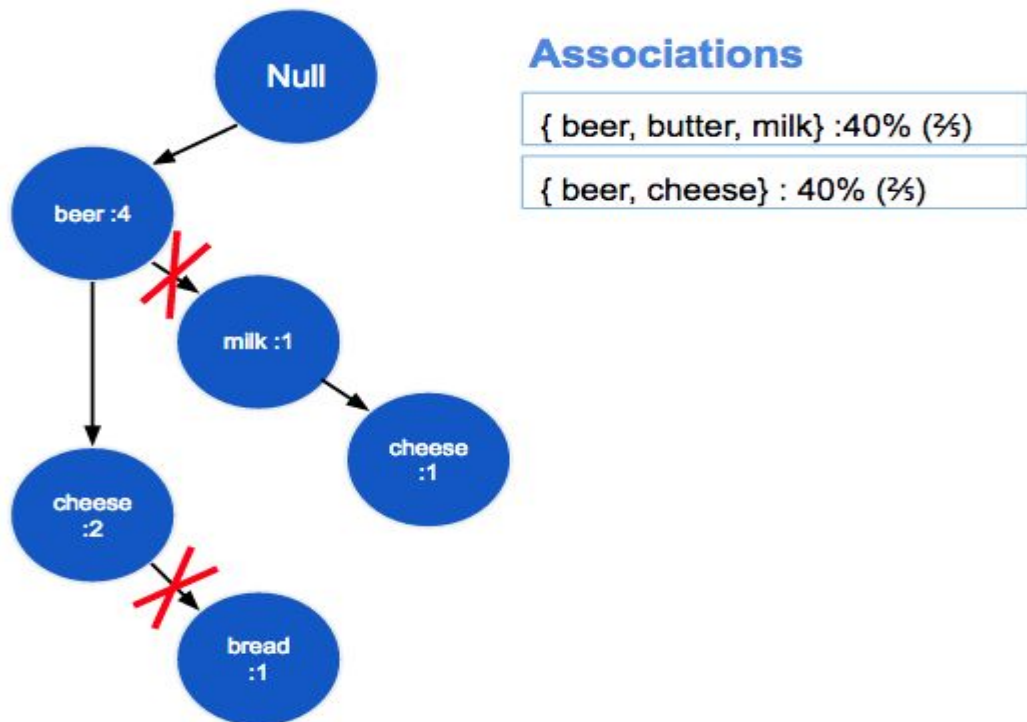 Null
Associations
{ beer, butter, milk} :40% (⅖)
{ beer, cheese} : 40% (⅖)
beer :4
milk :1
cheese
:1
cheese
:2
bread
:1